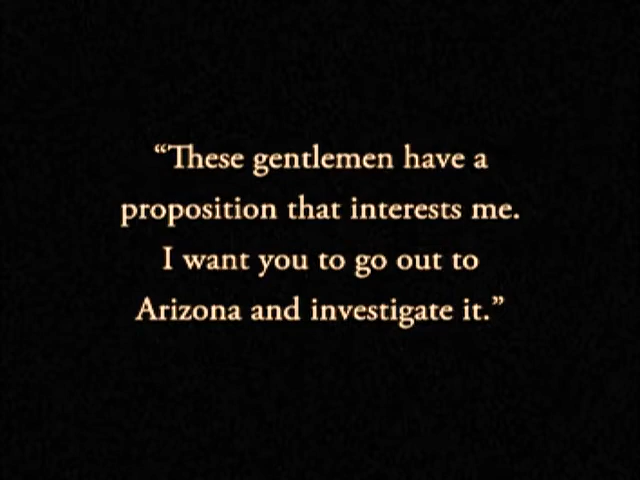 “These gentlemen have a
proposition that interests me.
I want you to go out to
Arizona and investigate it.”